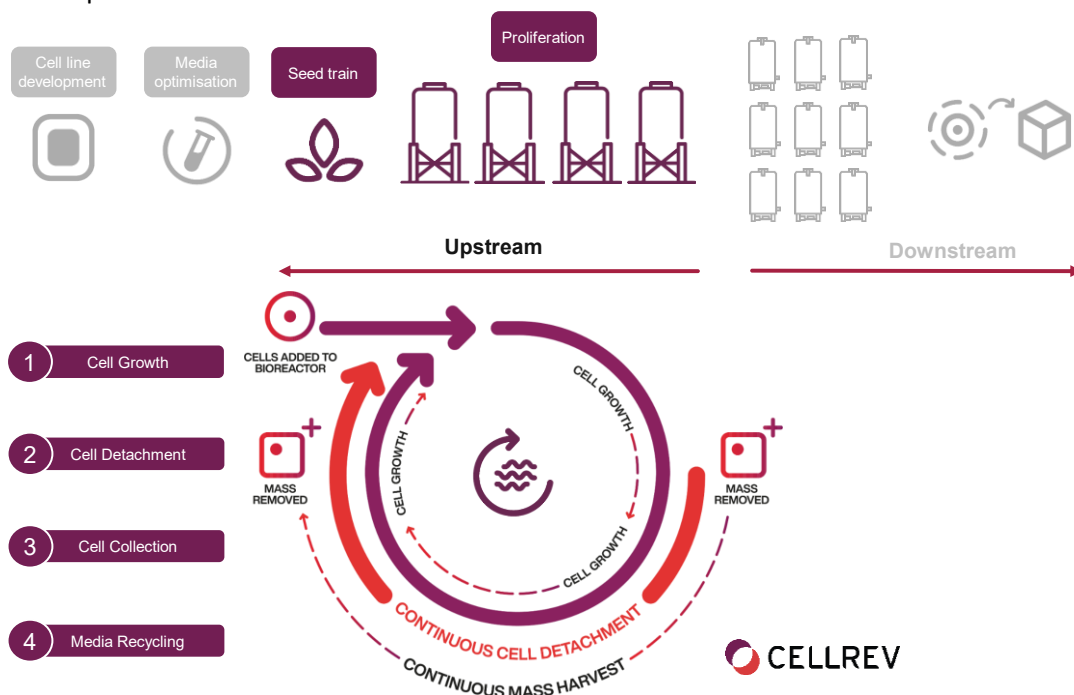 Cell line
development
Media
optimisation
Seed train
Proliferation
Upstream
Downstream
CELLS ADDED TO
BIOREACTOR
1
Cell Growth
CELL GROWTH
CELL GROWTH
2
Cell Detachment
MASS
REMOVED
MASS
REMOVED
3
Cell Collection
CELL GROWTH
CONTINUOUS CELL DETACHMENT
4
Media Recycling
CONTINUOUS MASS HARVEST
CELLREV